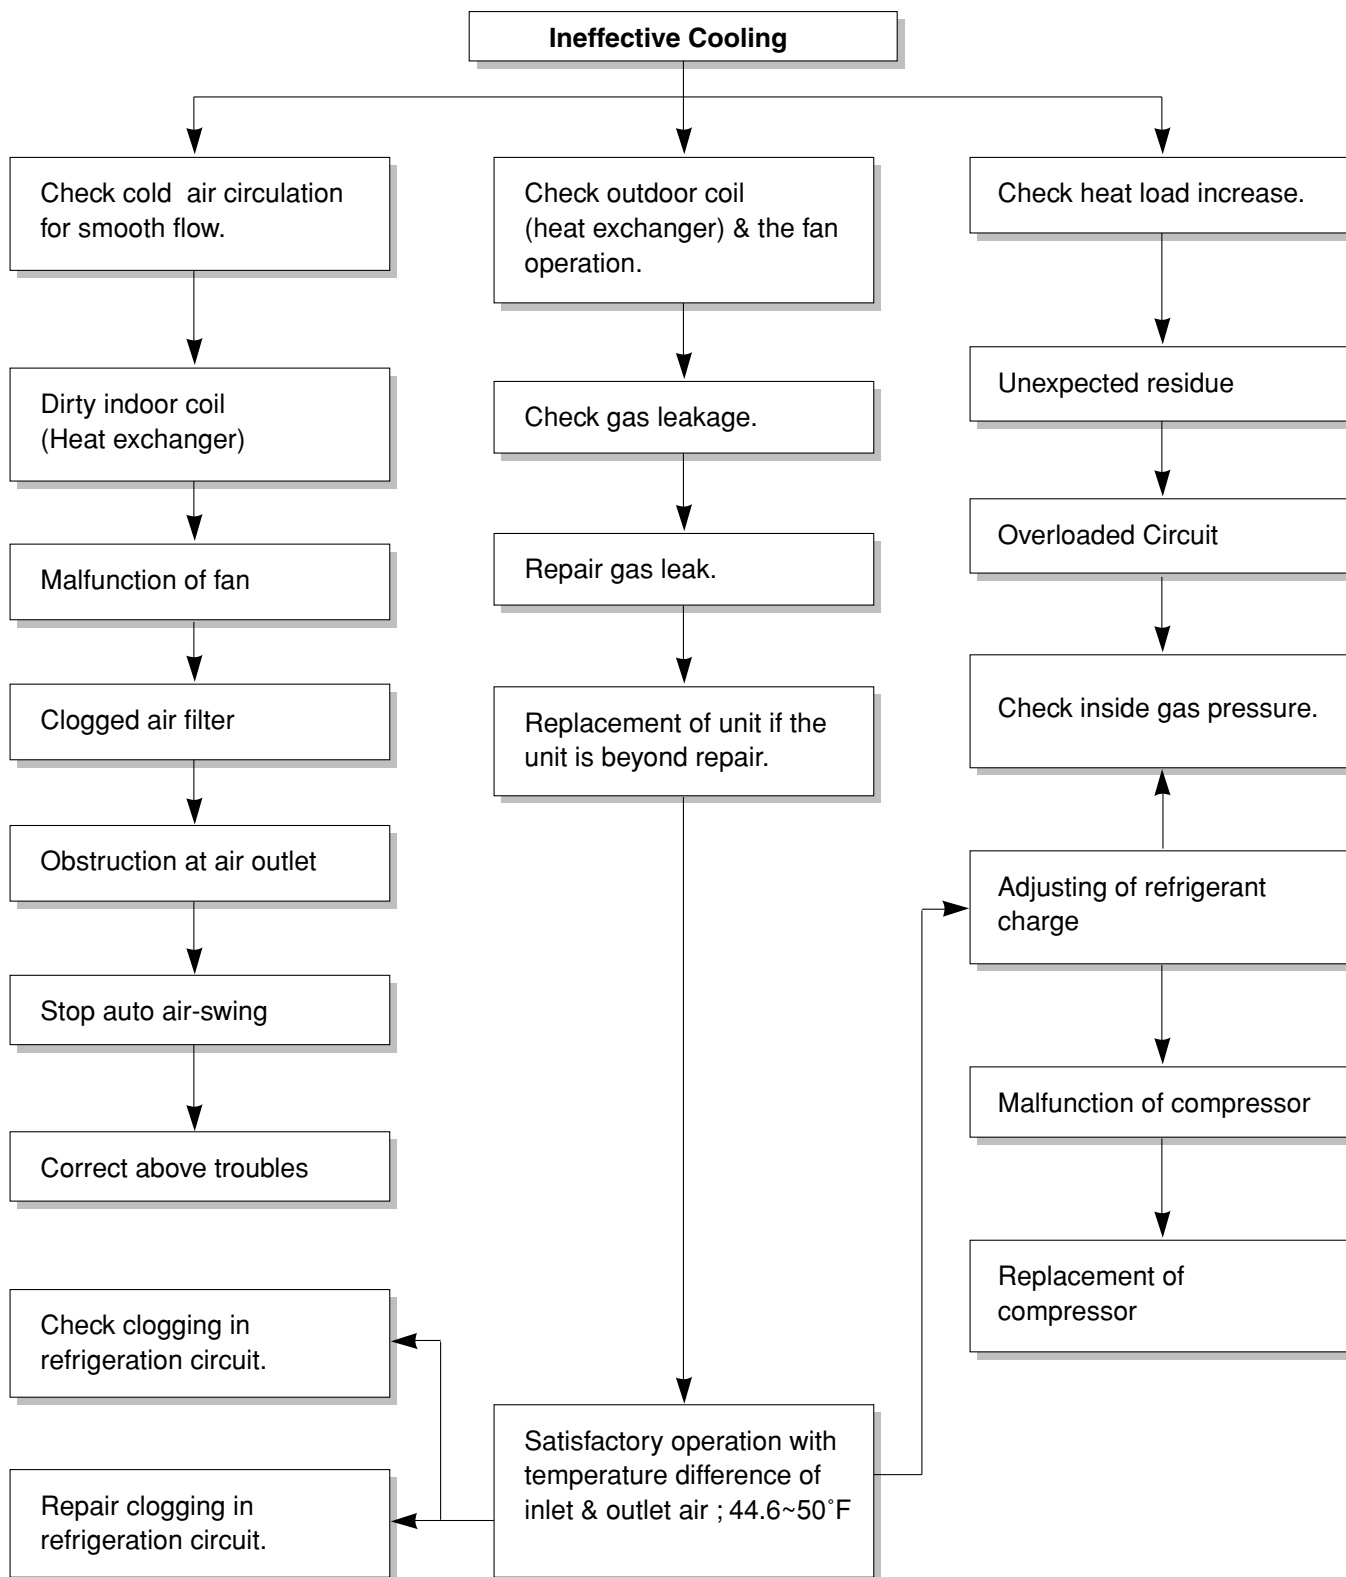 Ineffective Cooling
Check cold air circulation
for smooth flow.
Dirty indoor coil
(Heat exchanger)
Malfunction of fan
Clogged air filter
Obstruction at air outlet
Stop auto air-swing
Correct above troubles
Check clogging in
refrigeration circuit.
Repair clogging in
refrigeration circuit.
Check outdoor coil
(heat exchanger) & the fan
operation.
Check gas leakage.
Repair gas leak.
Replacement of unit if the
unit is beyond repair.
Satisfactory operation with
temperature difference of
inlet & outlet air ; 44.6~50˚F
Check heat load increase.
Unexpected residue
Overloaded Circuit
Check inside gas pressure.
Adjusting of refrigerant
charge
Malfunction of compressor
Replacement of
compressor